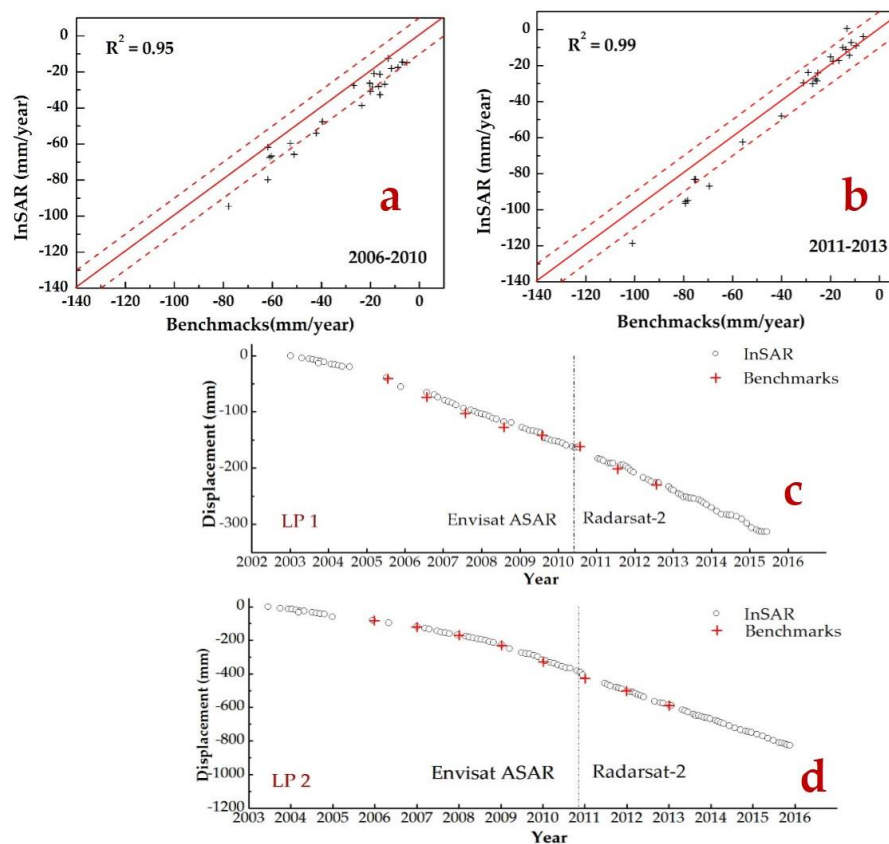 R² = 0.95
InSAR (mm/year)
0
-20
-40
-60
-80
-100
-120
-140
a
2006-2010
-140 -120 -100 -80 -60 -40 -20 0
Benchmacks(mm/year)
R² = 0.99
InSAR (mm/year)
0
-20
-40
-60
-80
-100
-120
-140
b
2011-2013
-140 -120 -100 -80 -60 -40 -20 0
Benchmacks(mm/year)
Displacement (mm)
0
-100
-200
-300
InSAR
Benchmarks
c
LP 1
Envisat ASAR
Radarsat-2
2002 2003 2004 2005 2006 2007 2008 2009 2010 2011 2012 2013 2014 2015 2016
Year
Displacement (mm)
0
-200
-400
-600
-800
-1000
-1200
InSAR
Benchmarks
LP 2
Envisat ASAR
Radarsat-2
d
2003 2004 2005 2006 2007 2008 2009 2010 2011 2012 2013 2014 2015 2016
Year